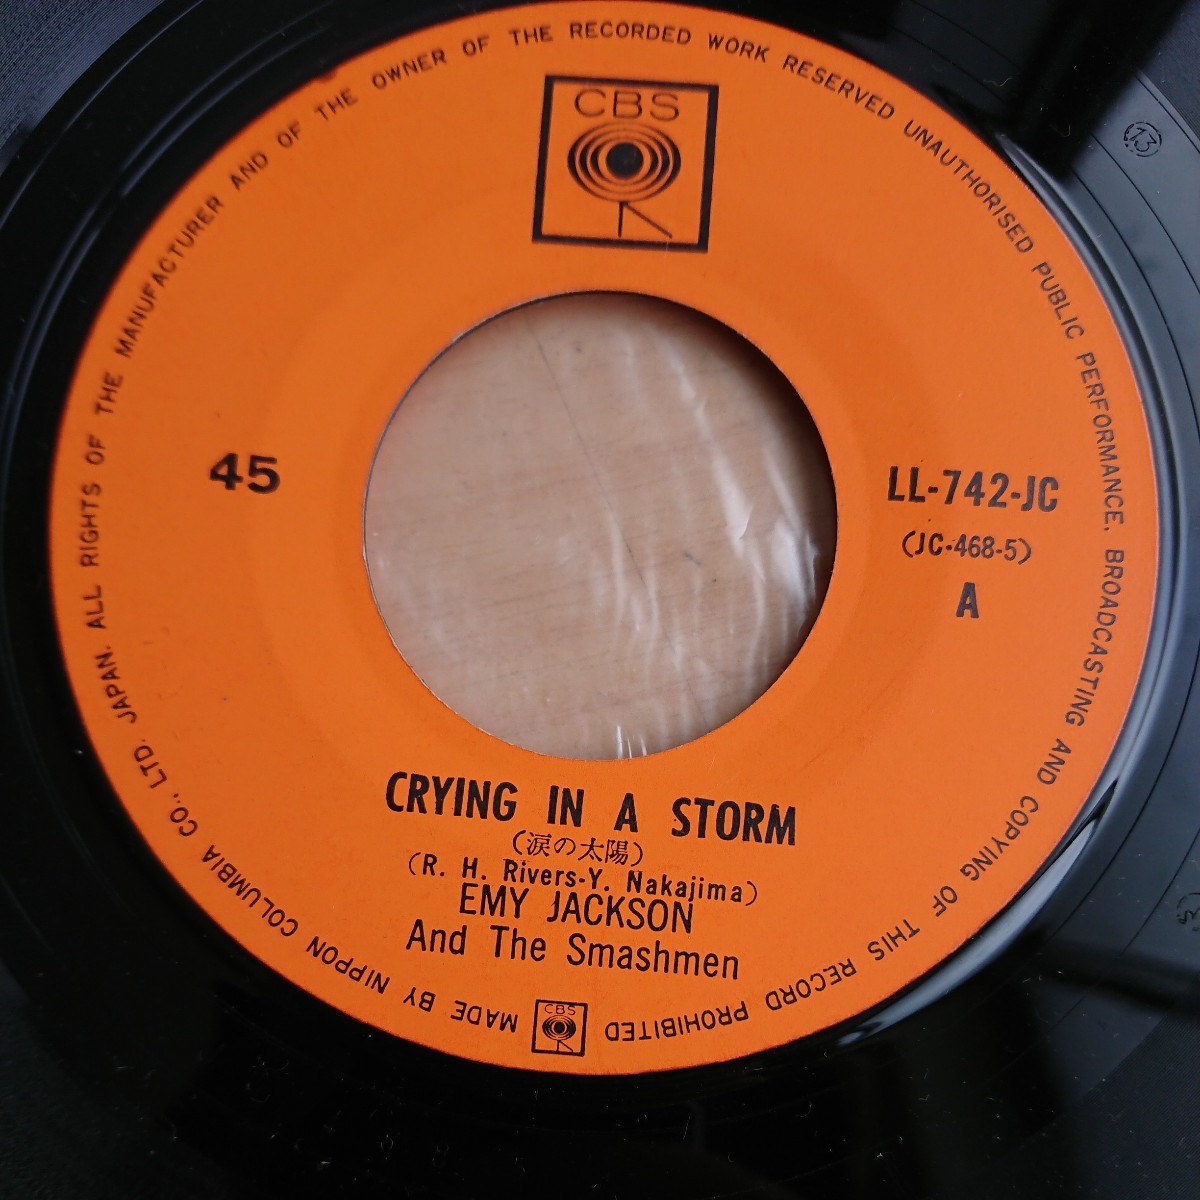 CBS
45
LL-742-JC
(JC-468-5)
A
CRYING IN A STORM
(涙の太陽)
(R. H. Rivers-Y. Nakajima)
EMY JACKSON
And The Smashmen
CBS
MADE BY NIPPON COLUMBIA CO., LTD. JAPAN. ALL RIGHTS OF THE MANUFACTURER AND OF THE OWNER OF THE RECORDED WORK RESERVED UNAUTHORISED PUBLIC PERFORMANCE. BROADCASTING AND COPYING OF THIS RECORD PROHIBITED
13